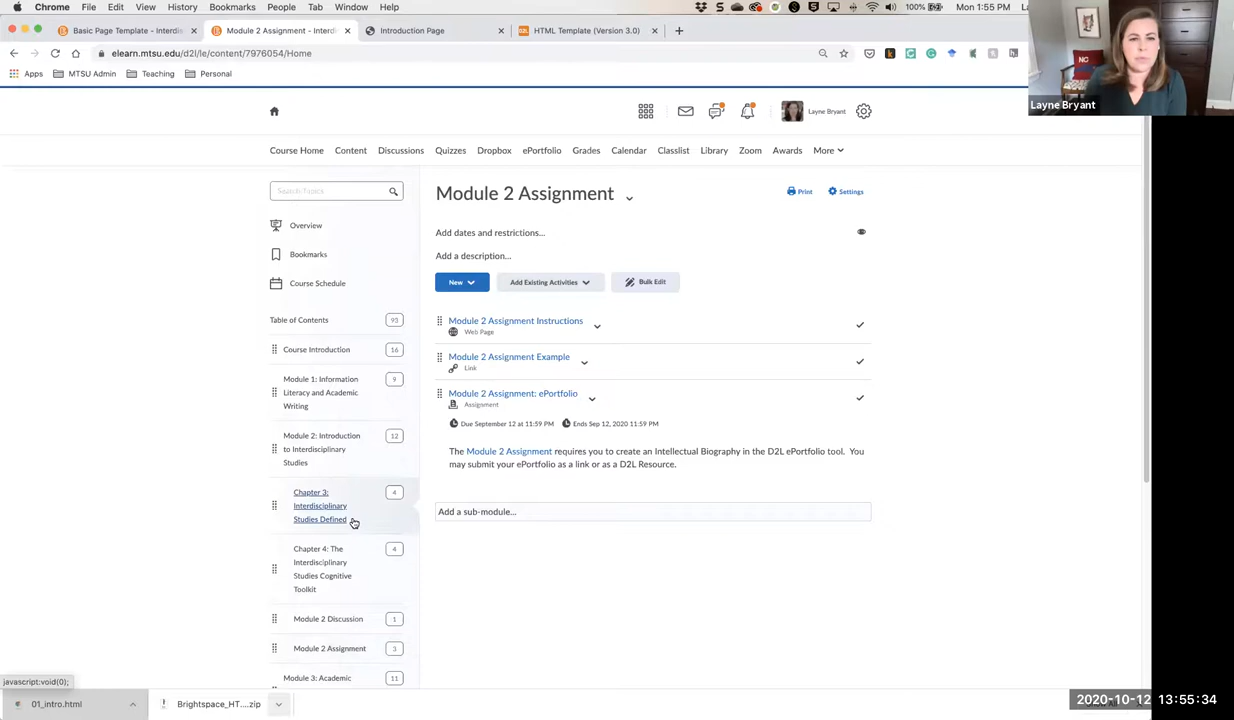 Chrome File Edit View History Bookmarks People Tab Window Help 100% Mon 1:55 PM
Basic Page Template - Interdis Module 2 Assignment - Interdi Introduction Page HTML Template (Version 3.0)
elearn.mtsu.edu/d2l/le/content/7976054/Home
Apps MTSU Admin Teaching Personal
Layne Bryant
Layne Bryant
Course Home Content Discussions Quizzes Dropbox ePortfolio Grades Calendar Classlist Library Zoom Awards More
Search Topics
Module 2 Assignment
Print Settings
Overview
Add dates and restrictions...
Bookmarks
Add a description...
Course Schedule
New Add Existing Activities Bulk Edit
Table of Contents 93
Module 2 Assignment Instructions
Web Page
Course Introduction 16
Module 2 Assignment Example
Link
Module 1: Information 9
Literacy and Academic
Writing
Module 2 Assignment: ePortfolio
Assignment
Due September 12 at 11:59 PM Ends Sep 12, 2020 11:59 PM
Module 2: Introduction 12
to Interdisciplinary
Studies
The Module 2 Assignment requires you to create an Intellectual Biography in the D2L ePortfolio tool. You
may submit your ePortfolio as a link or as a D2L Resource.
Chapter 3: 4
Interdisciplinary
Studies Defined
Add a sub-module...
Chapter 4: The 4
Interdisciplinary
Studies Cognitive
Toolkit
Module 2 Discussion 1
Module 2 Assignment 3
Module 3: Academic 11
javascript:void(0);
01_intro.html Brightspace_HT....zip
2020-10-12 13:55:34